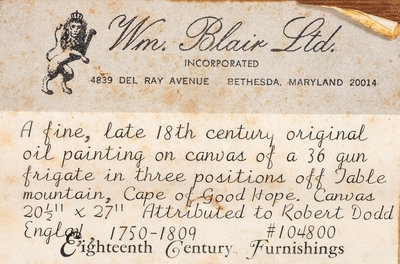 Wm. Blair Ltd.
INCORPORATED
4839 DEL RAY AVENUE BETHESDA, MARYLAND 20014
A fine, late 18th century original
oil painting on canvas of a 36 gun
frigate in three positions off Table
mountain, Cape of Good Hope. Canvas
20½" x 27" Attributed to Robert Dodd
England, 1750-1809 #104800
Eighteenth Century Furnishings